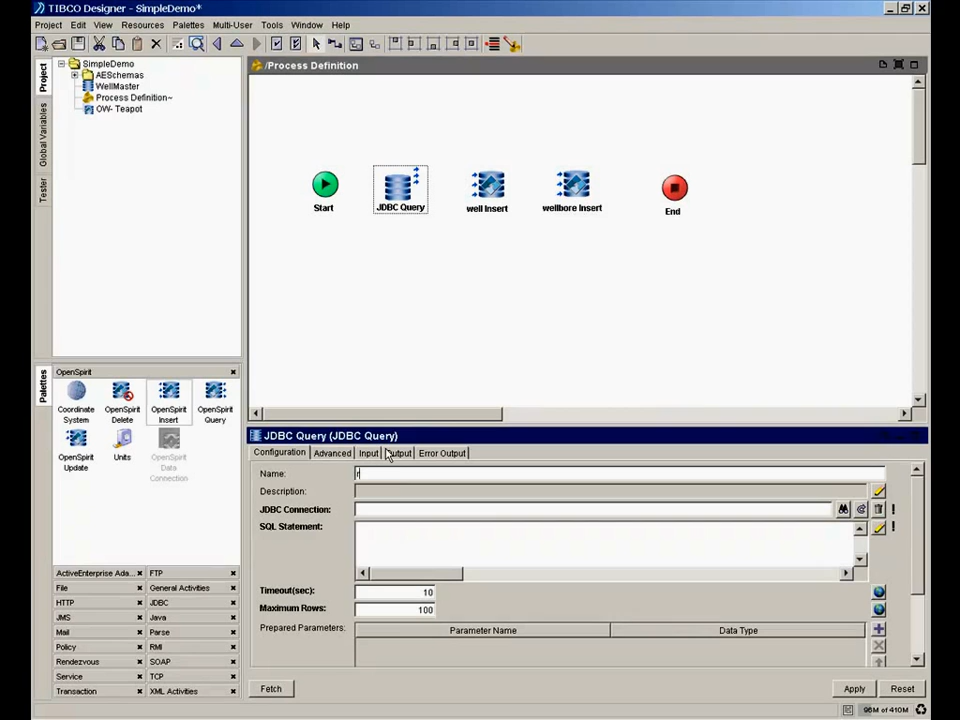 TIBCO Designer - SimpleDemo*
Project Edit View Resources Palettes Multi-User Tools Window Help
Project
Global Variables
Tester
SimpleDemo
AESchemas
WellMaster
Process Definition~
OW- Teapot
/Process Definition
Start
JDBC Query
well Insert
wellbore Insert
End
Palettes
OpenSpirit
Coordinate System
OpenSpirit Delete
OpenSpirit Insert
OpenSpirit Query
OpenSpirit Update
Units
OpenSpirit Data Connection
ActiveEnterprise Ada... FTP
File General Activities
HTTP JDBC
JMS Java
Mail Parse
Policy RMI
Rendezvous SOAP
Service TCP
Transaction XML Activities
JDBC Query (JDBC Query)
Configuration Advanced Input Output Error Output
Name: r
Description:
JDBC Connection: !
SQL Statement: !
Timeout(sec): 10
Maximum Rows: 100
Prepared Parameters: Parameter Name Data Type
Fetch Apply Reset
96M of 410M